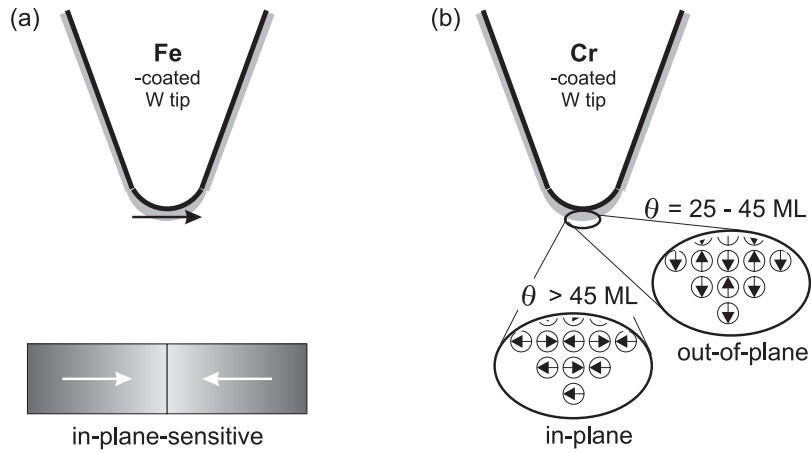 (a)
Fe
-coated
W tip
in-plane-sensitive
(b)
Cr
-coated
W tip
θ = 25 - 45 ML
θ > 45 ML
out-of-plane
in-plane